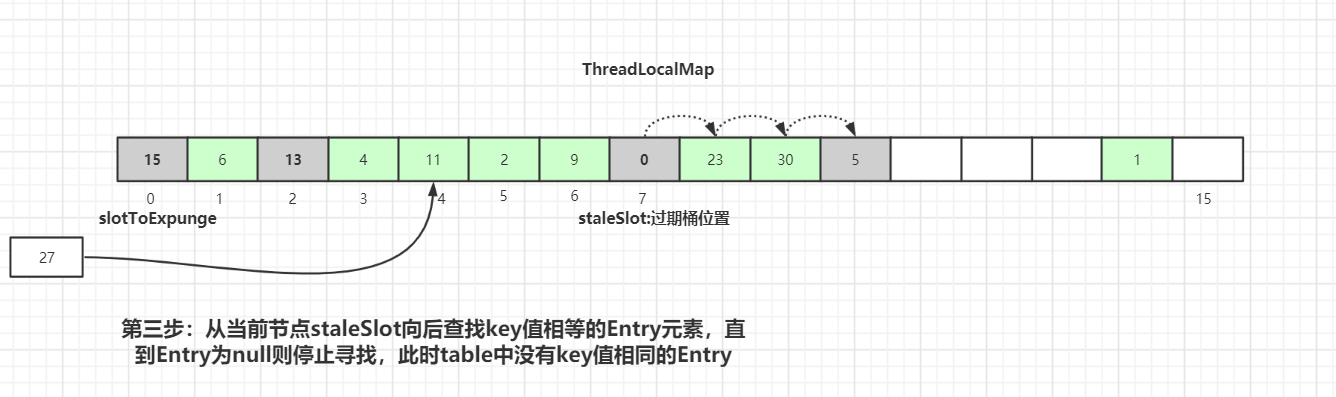 ThreadLocalMap
15 6 13 4 11 2 9 0 23 30 5 1
0 1 2 3 4 5 6 7 15
slotToExpunge staleSlot:过期桶位置
27
第三步：从当前节点staleSlot向后查找key值相等的Entry元素，直
到Entry为null则停止寻找，此时table中没有key值相同的Entry